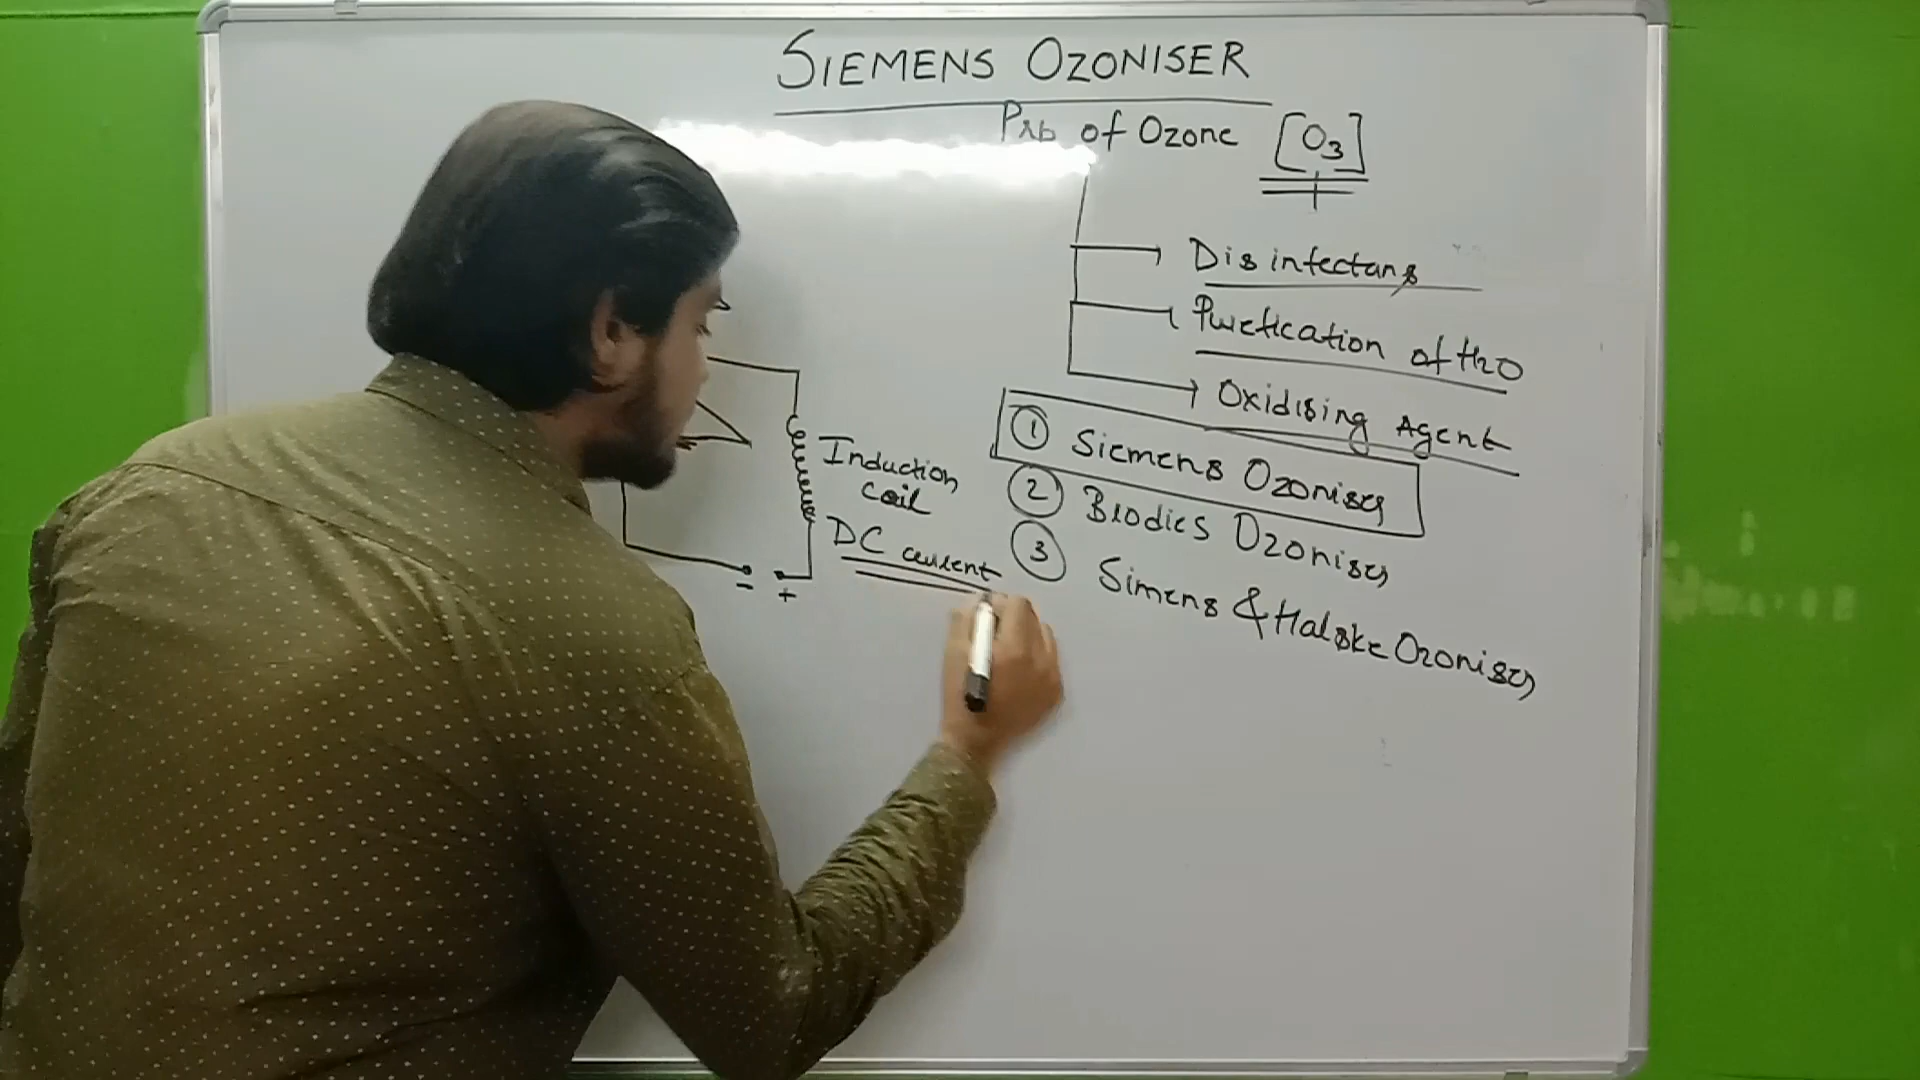 SIEMENS OZONISER
Prb of Ozone [O3]
Disinfectans
Purefication of H2O
Oxidising Agent
① Siemens Ozoniser
② Brodies Ozoniser
③ Simens & Halske Ozoniser
Induction
coil
DC current
- +